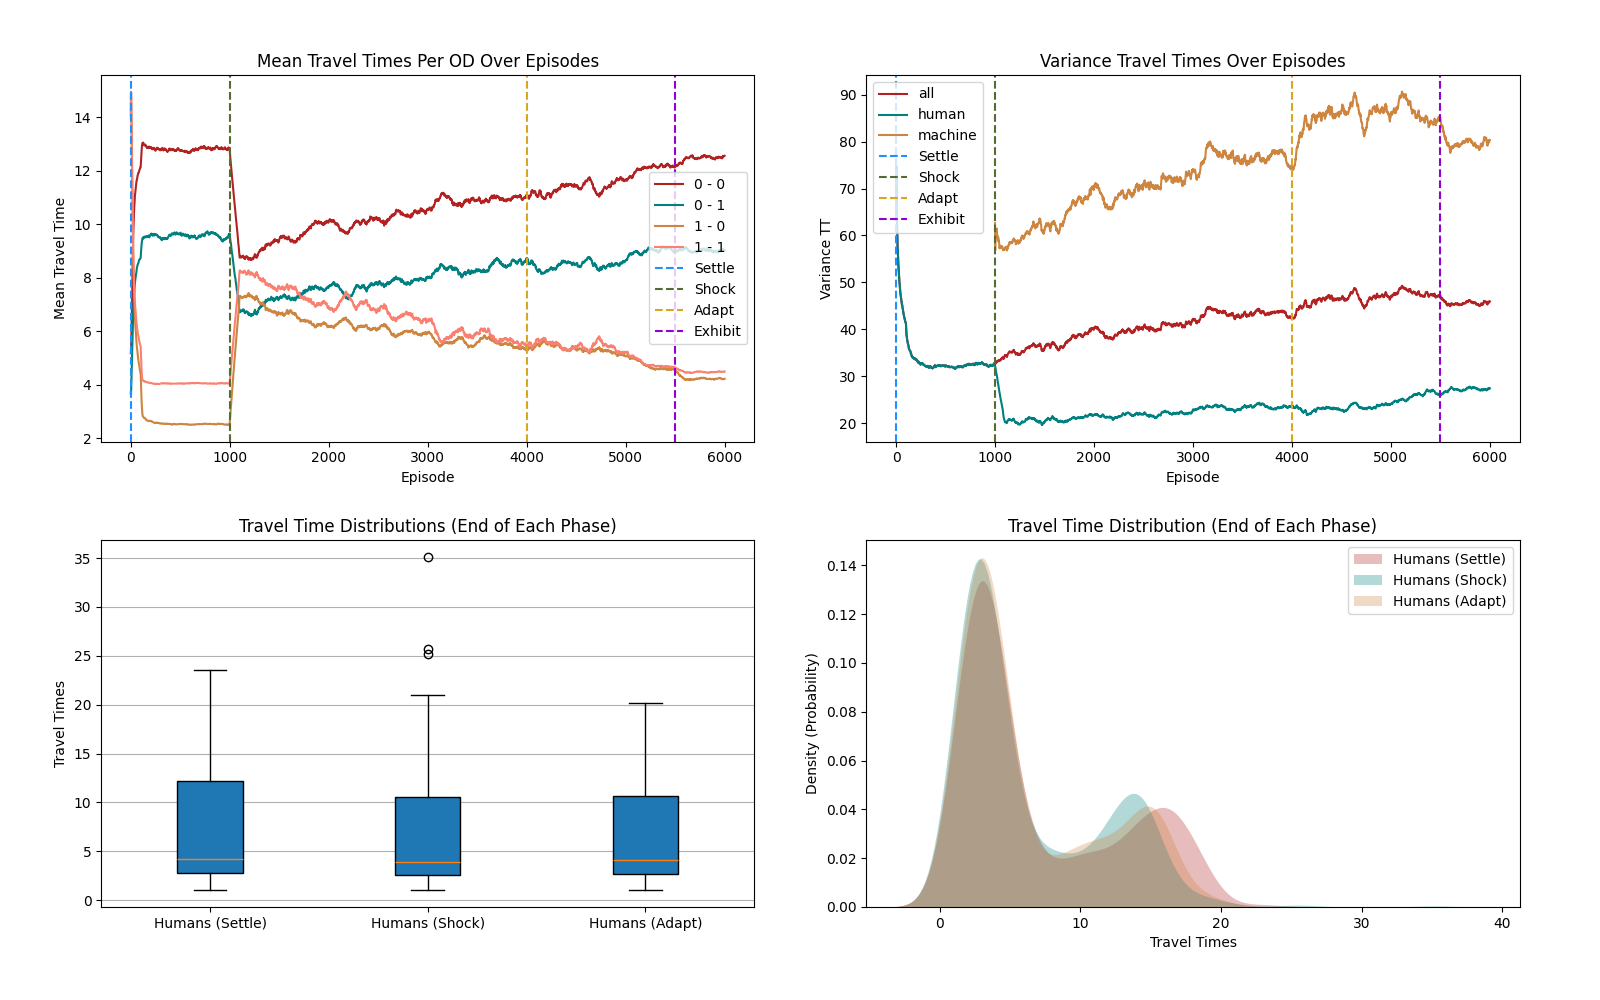 Mean Travel Times Per OD Over Episodes
Mean Travel Time
14
12
10
8
6
4
2
0 - 0
0 - 1
1 - 0
1 - 1
Settle
Shock
Adapt
Exhibit
0
1000
2000
3000
4000
5000
6000
Episode
Variance Travel Times Over Episodes
Variance TT
90
80
70
60
50
40
30
20
all
human
machine
Settle
Shock
Adapt
Exhibit
0
1000
2000
3000
4000
5000
6000
Episode
Travel Time Distributions (End of Each Phase)
Travel Times
35
30
25
20
15
10
5
0
Humans (Settle)
Humans (Shock)
Humans (Adapt)
Travel Time Distribution (End of Each Phase)
Density (Probability)
0.14
0.12
0.10
0.08
0.06
0.04
0.02
0.00
Humans (Settle)
Humans (Shock)
Humans (Adapt)
0
10
20
30
40
Travel Times